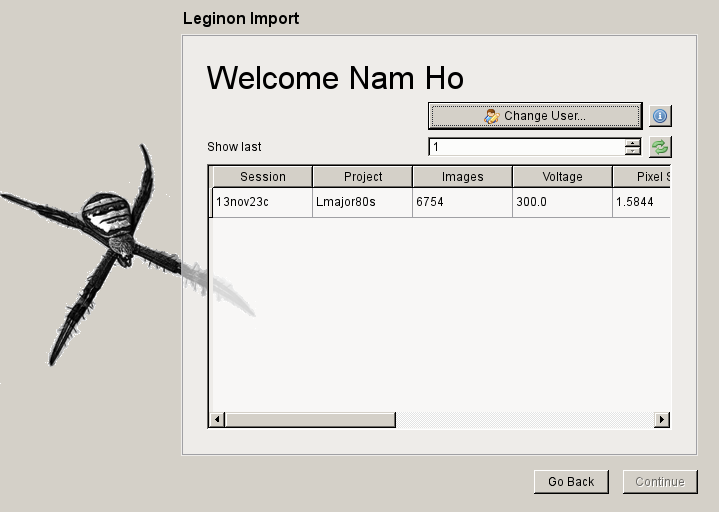 Leginon Import
Welcome Nam Ho
Change User...
Show last 1
Session Project Images Voltage Pixel
13nov23c Lmajor80s 6754 300.0 1.5844
Go Back Continue